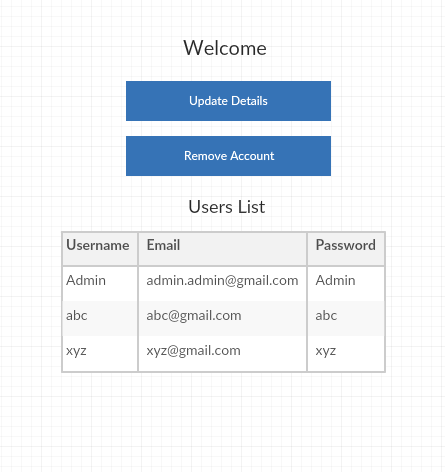 Welcome
Update Details
Remove Account
Users List
Username Email Password
Admin admin.admin@gmail.com Admin
abc abc@gmail.com abc
xyz xyz@gmail.com xyz